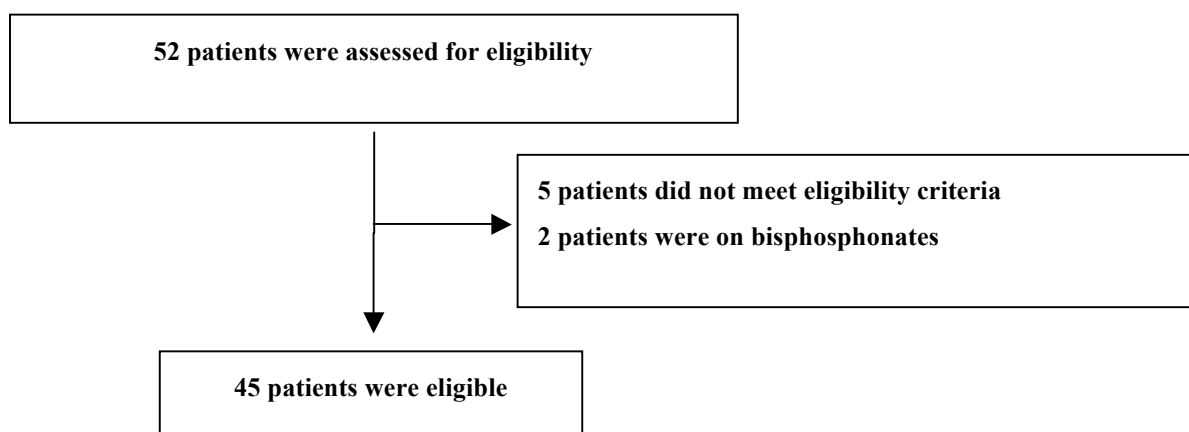 52 patients were assessed for eligibility
5 patients did not meet eligibility criteria
2 patients were on bisphosphonates
45 patients were eligible